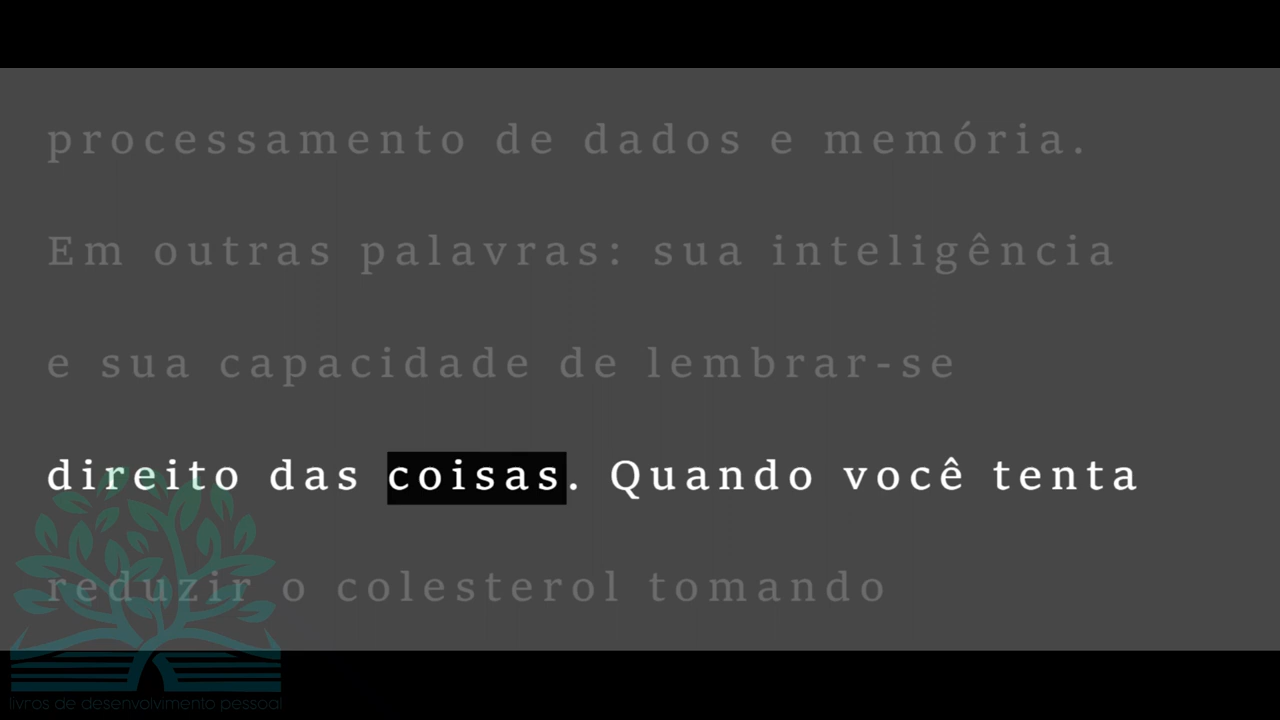 processamento de dados e memória.
Em outras palavras: sua inteligência
e sua capacidade de lembrar-se
direito das coisas. Quando você tenta
reduzir o colesterol tomando
livros de desenvolvimento pessoal